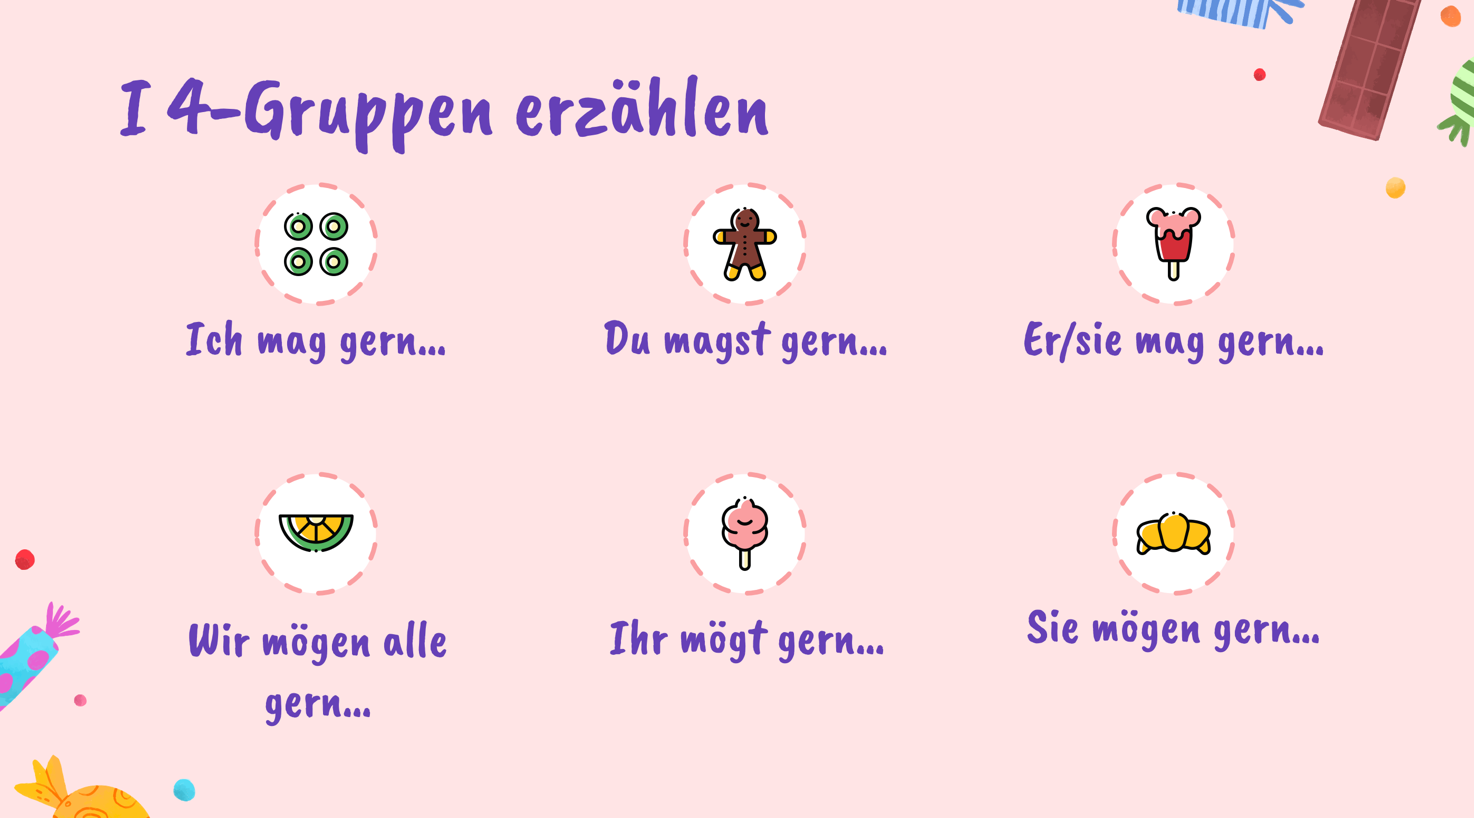 I 4-Gruppen erzählen
Ich mag gern...
Du magst gern...
Er/sie mag gern...
Wir mögen alle
gern...
Ihr mögt gern...
Sie mögen gern...